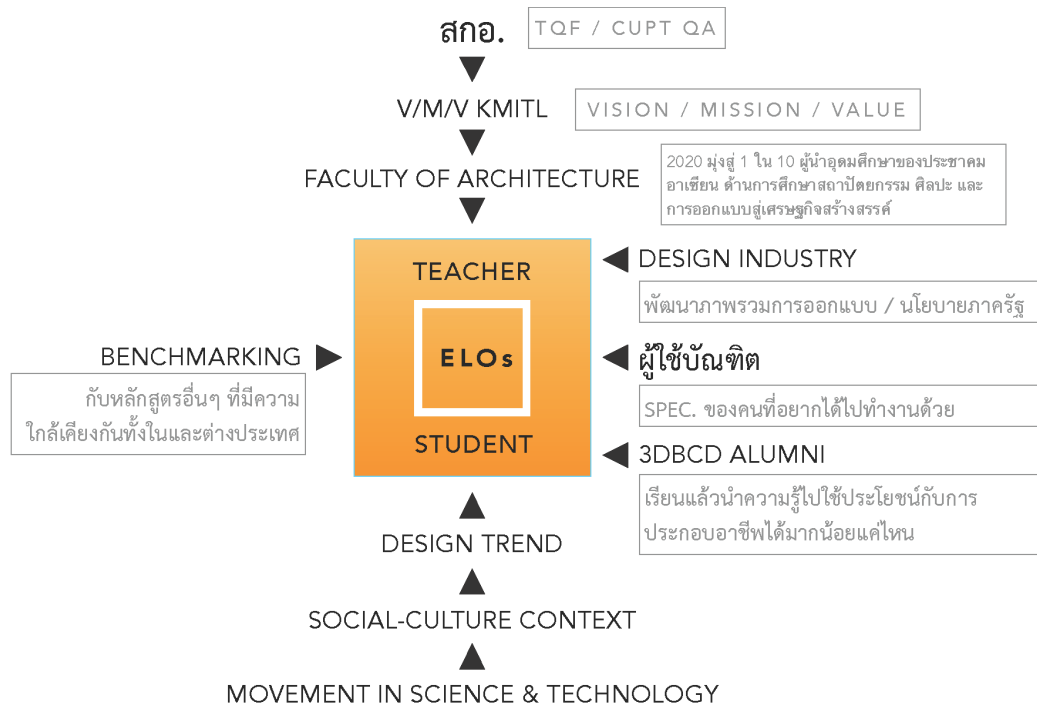 สกอ.
TQF / CUPT QA
V/M/V KMITL
VISION / MISSION / VALUE
FACULTY OF ARCHITECTURE
2020 มุ่งสู่ 1 ใน 10 ผู้นำอุดมศึกษาของประชาคม
อาเซียน ด้านการศึกษาสถาปัตยกรรม ศิลปะ และ
การออกแบบสู่เศรษฐกิจสร้างสรรค์
TEACHER
ELOs
STUDENT
DESIGN INDUSTRY
พัฒนาภาพรวมการออกแบบ / นโยบายภาครัฐ
BENCHMARKING
กับหลักสูตรอื่นๆ ที่มีความ
ใกล้เคียงกันทั้งในและต่างประเทศ
ผู้ใช้บัณฑิต
SPEC. ของคนที่อยากได้ไปทำงานด้วย
3DBCD ALUMNI
เรียนแล้วนำความรู้ไปใช้ประโยชน์กับการ
ประกอบอาชีพได้มากน้อยแค่ไหน
DESIGN TREND
SOCIAL-CULTURE CONTEXT
MOVEMENT IN SCIENCE & TECHNOLOGY